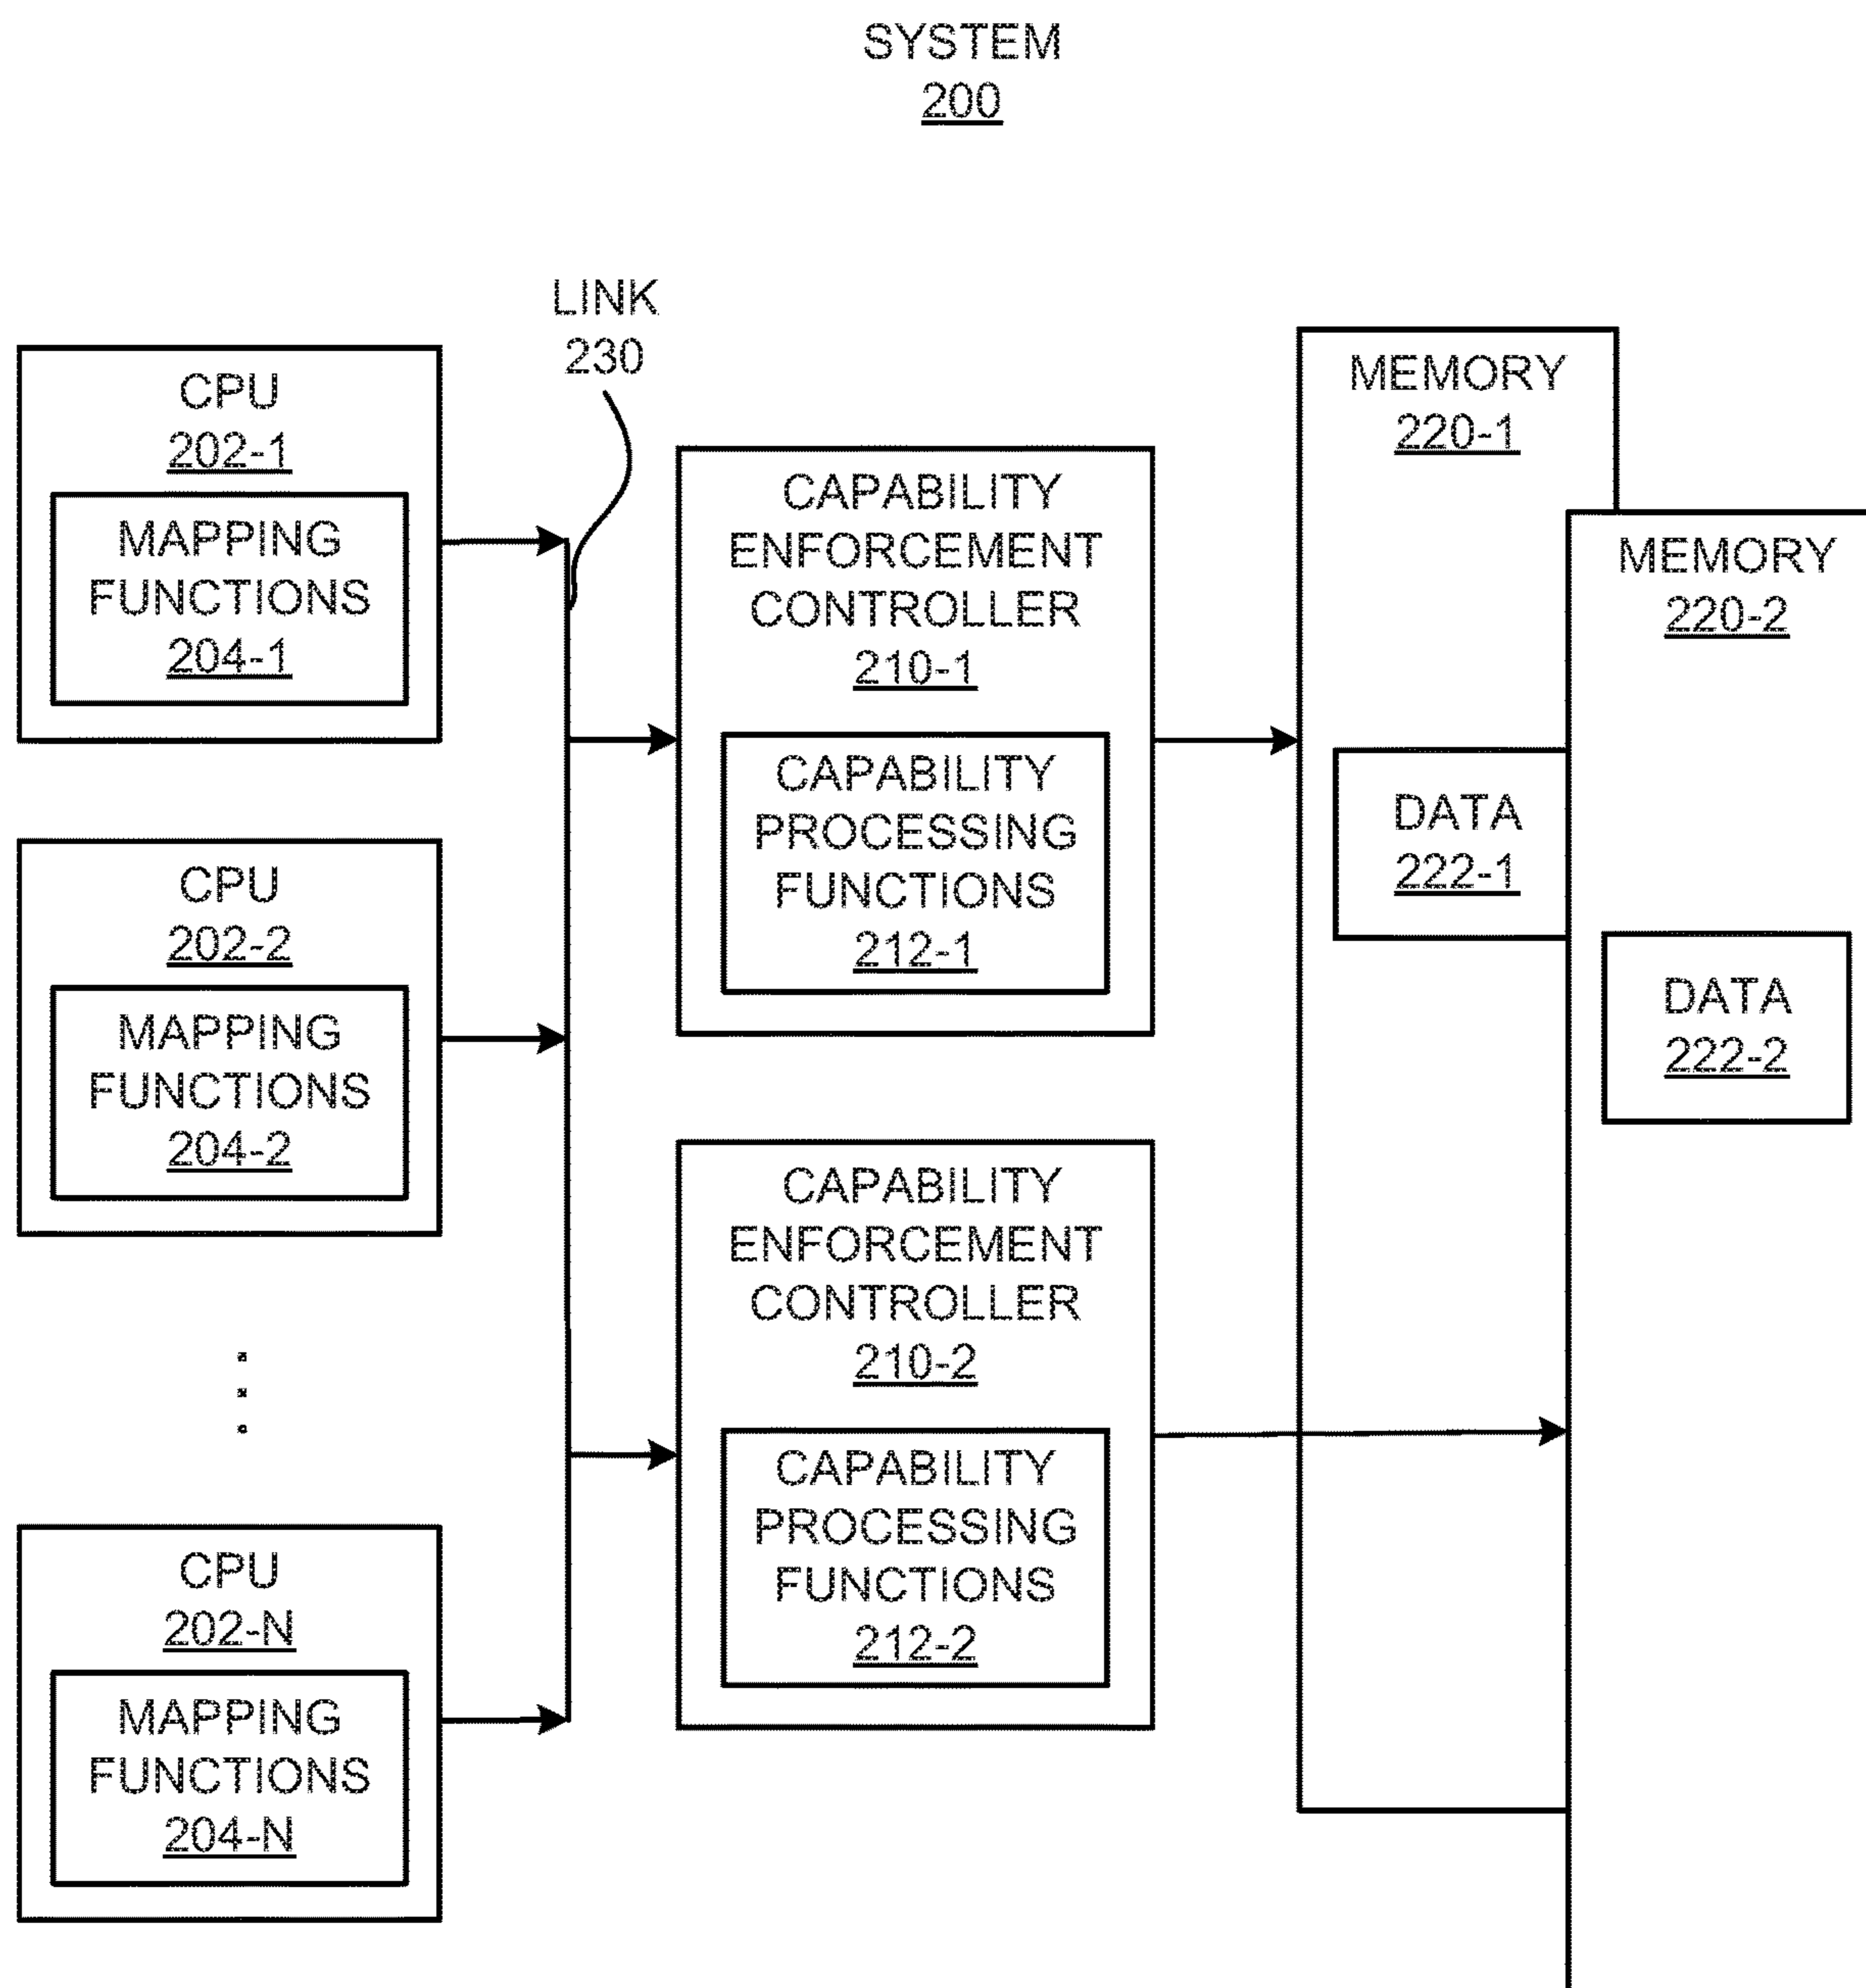 SYSTEM
200
LINK
230
CPU
202-1
MAPPING
FUNCTIONS
204-1
CPU
202-2
MAPPING
FUNCTIONS
204-2
CPU
202-N
MAPPING
FUNCTIONS
204-N
CAPABILITY
ENFORCEMENT
CONTROLLER
210-1
CAPABILITY
PROCESSING
FUNCTIONS
212-1
CAPABILITY
ENFORCEMENT
CONTROLLER
210-2
CAPABILITY
PROCESSING
FUNCTIONS
212-2
MEMORY
220-1
DATA
222-1
MEMORY
220-2
DATA
222-2